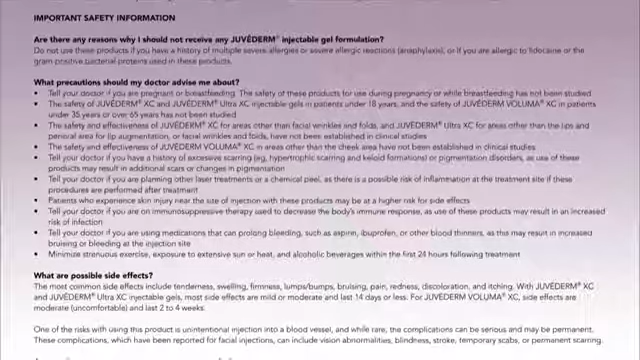 IMPORTANT SAFETY INFORMATION
Are there any reasons why I should not receive any JUVÉDERM® injectable gel formulation?
Do not use these products if you have a history of multiple severe allergies or severe allergic reactions (anaphylaxis), or if you are allergic to lidocaine or the
gram positive bacterial proteins used in these products.
What precautions should my doctor advise me about?
• Tell your doctor if you are pregnant or breastfeeding. The safety of these products for use during pregnancy or while breastfeeding has not been studied
• The safety of JUVÉDERM® XC and JUVÉDERM® Ultra XC injectable gels in patients under 18 years, and the safety of JUVÉDERM VOLUMA® XC in patients
under 35 years or over 65 years has not been studied
• The safety and effectiveness of JUVÉDERM® XC for areas other than facial wrinkles and folds, and JUVÉDERM® Ultra XC for areas other than the lips and
perioral area for lip augmentation, or facial wrinkles and folds, have not been established in clinical studies
• The safety and effectiveness of JUVÉDERM VOLUMA® XC in areas other than the cheek area have not been established in clinical studies
• Tell your doctor if you have a history of excessive scarring (eg, hypertrophic scarring and keloid formations) or pigmentation disorders, as use of these
products may result in additional scars or changes in pigmentation
• Tell your doctor if you are planning other laser treatments or a chemical peel, as there is a possible risk of inflammation at the treatment site if these
procedures are performed after treatment
• Patients who experience skin injury near the site of injection with these products may be at a higher risk for side effects
• Tell your doctor if you are on immunosuppressive therapy used to decrease the body's immune response, as use of these products may result in an increased
risk of infection
• Tell your doctor if you are using medications that can prolong bleeding, such as aspirin, ibuprofen, or other blood thinners, as this may result in increased
bruising or bleeding at the injection site
• Minimize strenuous exercise, exposure to extensive sun or heat, and alcoholic beverages within the first 24 hours following treatment
What are possible side effects?
The most common side effects include tenderness, swelling, firmness, lumps/bumps, bruising, pain, redness, discoloration, and itching. With JUVÉDERM® XC
and JUVÉDERM® Ultra XC injectable gels, most side effects are mild or moderate and last 14 days or less. For JUVÉDERM VOLUMA® XC, side effects are
moderate (uncomfortable) and last 2 to 4 weeks.
One of the risks with using this product is unintentional injection into a blood vessel, and while rare, the complications can be serious and may be permanent.
These complications, which have been reported for facial injections, can include vision abnormalities, blindness, stroke, temporary scabs, or permanent scarring.